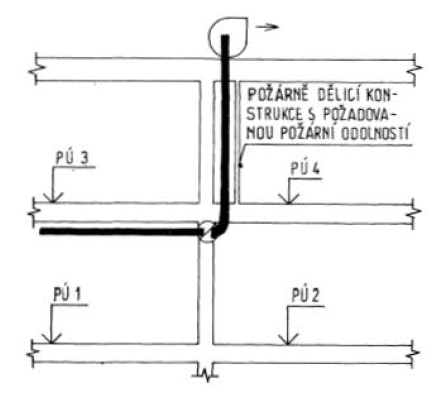 POŽÁRNĚ DĚLICÍ KON-
STRUKCE S POŽADOVA-
NOU POŽÁRNÍ ODOLNOSTÍ
PÚ 3
PÚ 4
PÚ 1
PÚ 2